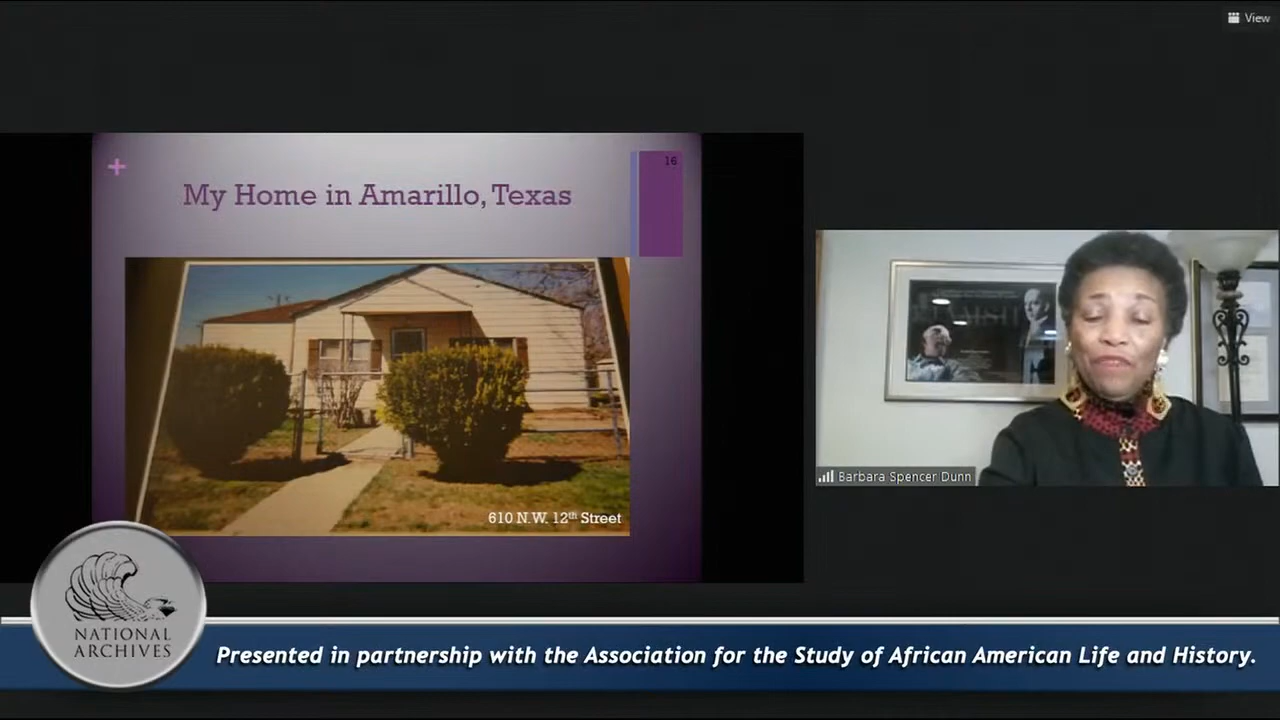 View
16
My Home in Amarillo, Texas
610 N.W. 12th Street
Barbara Spencer Dunn
NATIONAL
ARCHIVES
Presented in partnership with the Association for the Study of African American Life and History.